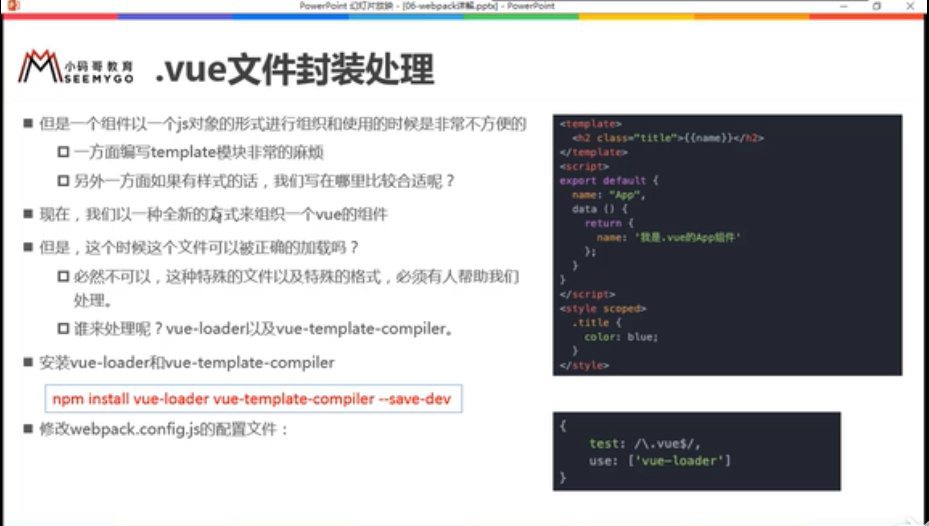 PowerPoint 幻灯片放映 - [06-webpack详解.pptx] - PowerPoint
小码哥教育
SEEMYGO
.vue文件封装处理
■ 但是一个组件以一个js对象的形式进行组织和使用的时候是非常不方便的
一方面编写template模块非常的麻烦
另外一方面如果有样式的话，我们写在哪里比较合适呢？
■ 现在，我们以一种全新的方式来组织一个vue的组件
■ 但是，这个时候这个文件可以被正确的加载吗？
必然不可以，这种特殊的文件以及特殊的格式，必须有人帮助我们
处理。
谁来处理呢？vue-loader以及vue-template-compiler。
■ 安装vue-loader和vue-template-compiler
npm install vue-loader vue-template-compiler --save-dev
■ 修改webpack.config.js的配置文件：
<template>
<h2 class="title">{{name}}</h2>
</template>
<script>
export default {
name: "App",
data () {
return {
name: '我是.vue的App组件'
};
}
}
</script>
<style scoped>
.title {
color: blue;
}
</style>
{
test: /\.vue$/,
use: ['vue-loader']
}